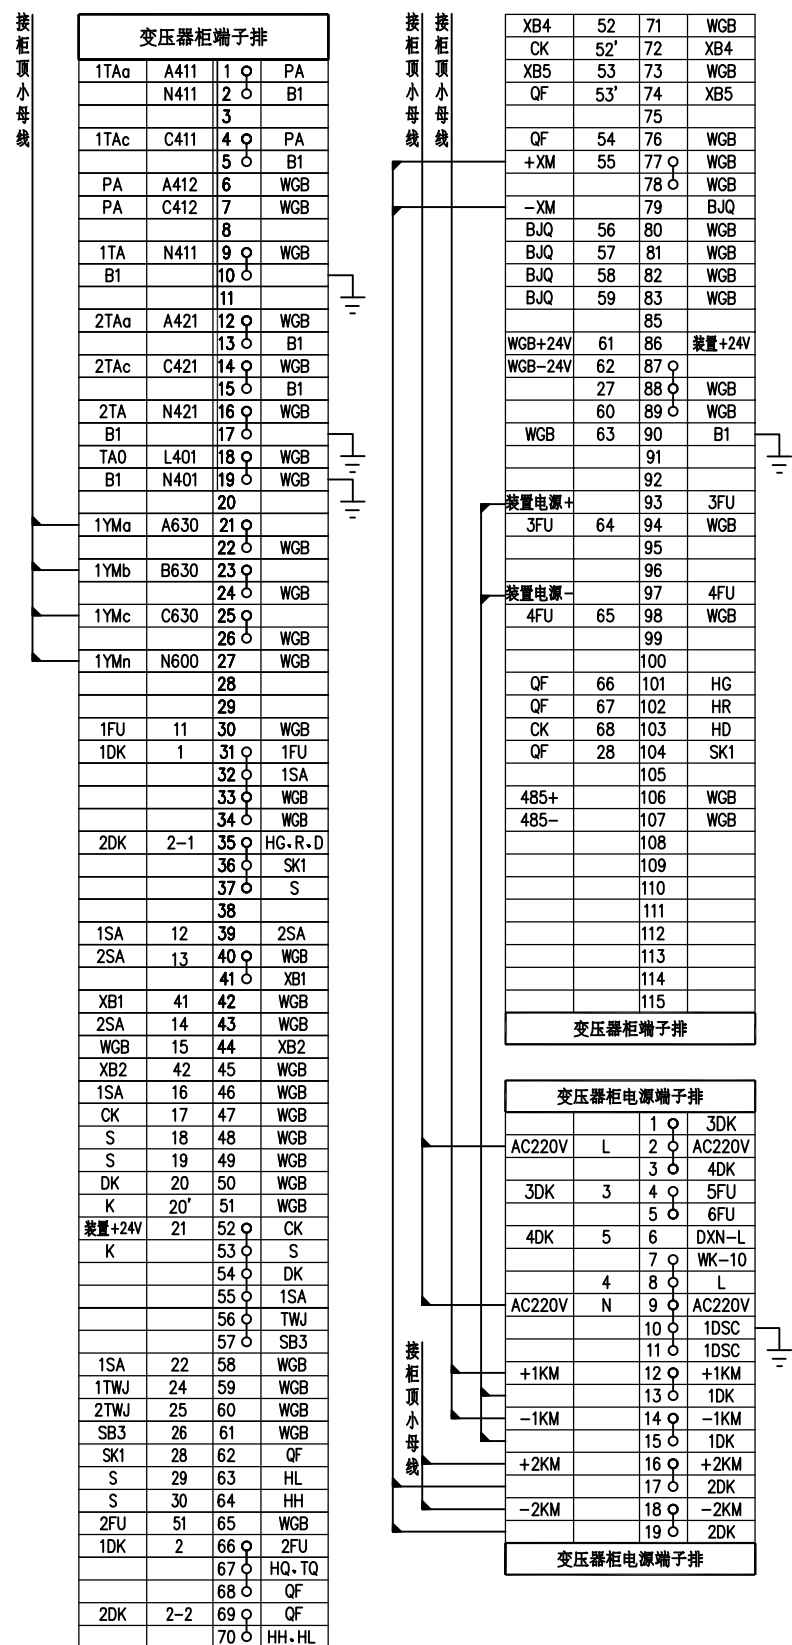 接柜顶小母线
变压器柜端子排
1TAa A411 1 PA
N411 2 B1
3
1TAc C411 4 PA
5 B1
PA A412 6 WGB
PA C412 7 WGB
8
1TA N411 9 WGB
B1 10
11
2TAa A421 12 WGB
13 B1
2TAc C421 14 WGB
15 B1
2TA N421 16 WGB
B1 17
TA0 L401 18 WGB
B1 N401 19 WGB
20
1YMa A630 21
22 WGB
1YMb B630 23
24 WGB
1YMc C630 25
26 WGB
1YMn N600 27 WGB
28
29
1FU 11 30 WGB
1DK 1 31 1FU
32 1SA
33 WGB
34 WGB
2DK 2-1 35 HG.R.D
36 SK1
37 S
38
1SA 12 39 2SA
2SA 13 40 WGB
41 XB1
XB1 41 42 WGB
2SA 14 43 WGB
WGB 15 44 XB2
XB2 42 45 WGB
1SA 16 46 WGB
CK 17 47 WGB
S 18 48 WGB
S 19 49 WGB
DK 20 50 WGB
K 20' 51 WGB
装置+24V 21 52 CK
K 53 S
54 DK
55 1SA
56 TWJ
57 SB3
1SA 22 58 WGB
1TWJ 24 59 WGB
2TWJ 25 60 WGB
SB3 26 61 WGB
SK1 28 62 QF
S 29 63 HL
S 30 64 HH
2FU 51 65 WGB
1DK 2 66 2FU
67 HQ.TQ
68 QF
2DK 2-2 69 QF
70 HH.HL
接柜顶小母线
接柜顶小母线
XB4 52 71 WGB
CK 52' 72 XB4
XB5 53 73 WGB
QF 53' 74 XB5
75
QF 54 76 WGB
+XM 55 77 WGB
78 WGB
-XM 79 BJQ
BJQ 56 80 WGB
BJQ 57 81 WGB
BJQ 58 82 WGB
BJQ 59 83 WGB
85
WGB+24V 61 86 装置+24V
WGB-24V 62 87
27 88 WGB
60 89 WGB
WGB 63 90 B1
91
92
装置电源+ 93 3FU
3FU 64 94 WGB
95
96
装置电源- 97 4FU
4FU 65 98 WGB
99
100
QF 66 101 HG
QF 67 102 HR
CK 68 103 HD
QF 28 104 SK1
105
485+ 106 WGB
485- 107 WGB
108
109
110
111
112
113
114
115
变压器柜端子排
变压器柜电源端子排
1 3DK
AC220V L 2 AC220V
3 4DK
3DK 3 4 5FU
5 6FU
4DK 5 6 DXN-L
7 WK-10
4 8 L
AC220V N 9 AC220V
10 1DSC
11 1DSC
+1KM 12 +1KM
13 1DK
-1KM 14 -1KM
15 1DK
+2KM 16 +2KM
17 2DK
-2KM 18 -2KM
19 2DK
变压器柜电源端子排
接柜顶小母线